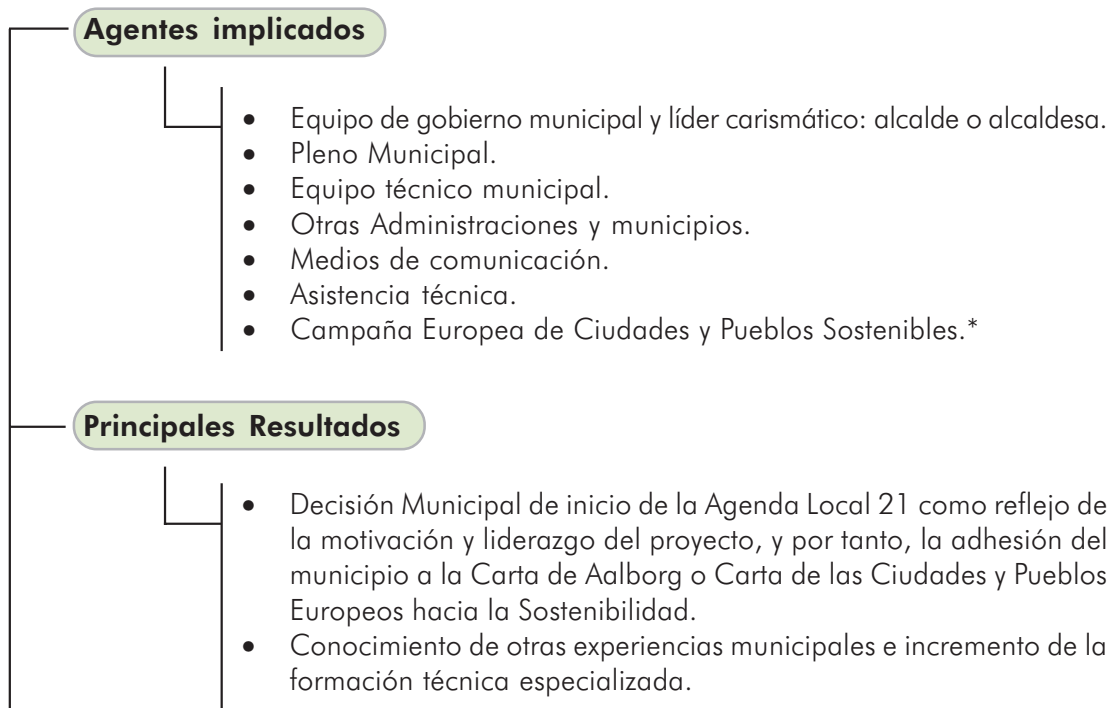 Agentes implicados
• Equipo de gobierno municipal y líder carismático: alcalde o alcaldesa.
• Pleno Municipal.
• Equipo técnico municipal.
• Otras Administraciones y municipios.
• Medios de comunicación.
• Asistencia técnica.
• Campaña Europea de Ciudades y Pueblos Sostenibles.*
Principales Resultados
• Decisión Municipal de inicio de la Agenda Local 21 como reflejo de
la motivación y liderazgo del proyecto, y por tanto, la adhesión del
municipio a la Carta de Aalborg o Carta de las Ciudades y Pueblos
Europeos hacia la Sostenibilidad.
• Conocimiento de otras experiencias municipales e incremento de la
formación técnica especializada.